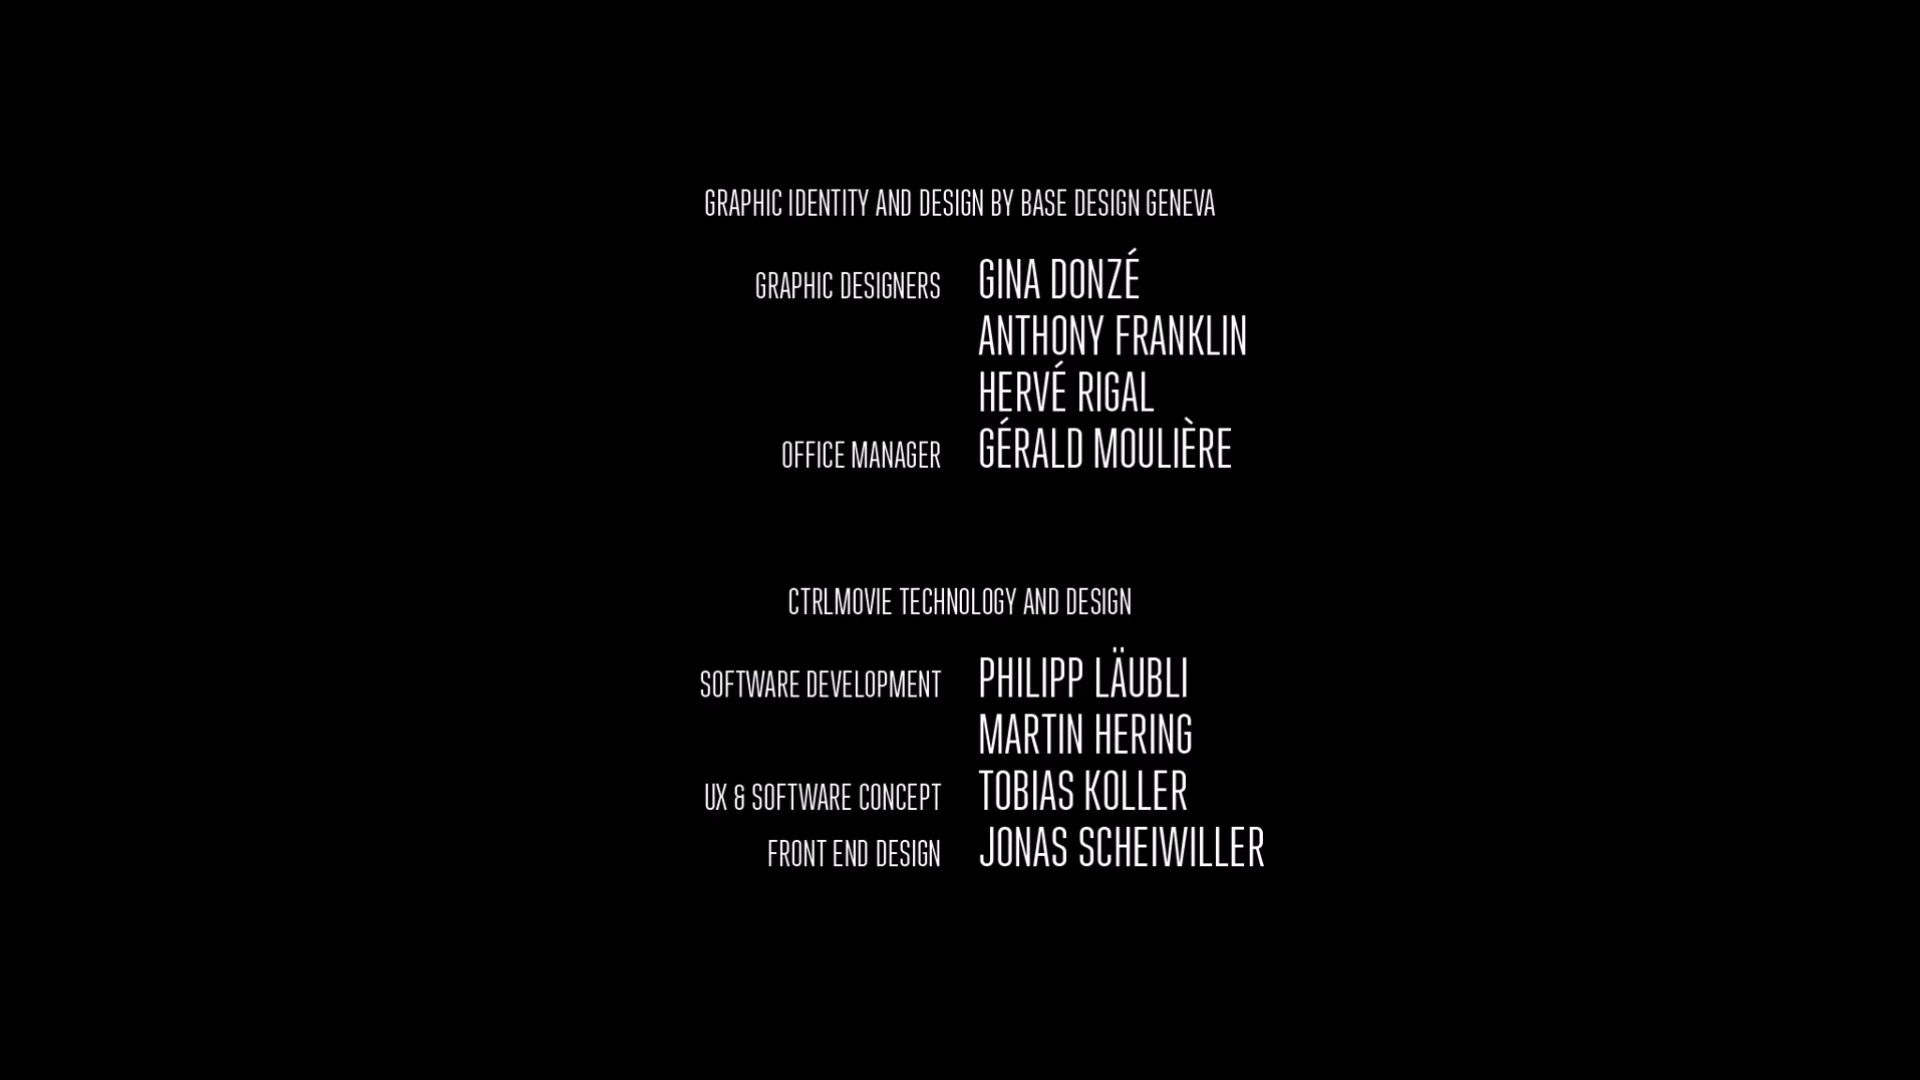 GRAPHIC IDENTITY AND DESIGN BY BASE DESIGN GENEVA
GRAPHIC DESIGNERS GINA DONZÉ
ANTHONY FRANKLIN
HERVÉ RIGAL
OFFICE MANAGER GÉRALD MOULIÈRE
CTRLMOVIE TECHNOLOGY AND DESIGN
SOFTWARE DEVELOPMENT PHILIPP LÄUBLI
MARTIN HERING
UX & SOFTWARE CONCEPT TOBIAS KOLLER
FRONT END DESIGN JONAS SCHEIWILLER